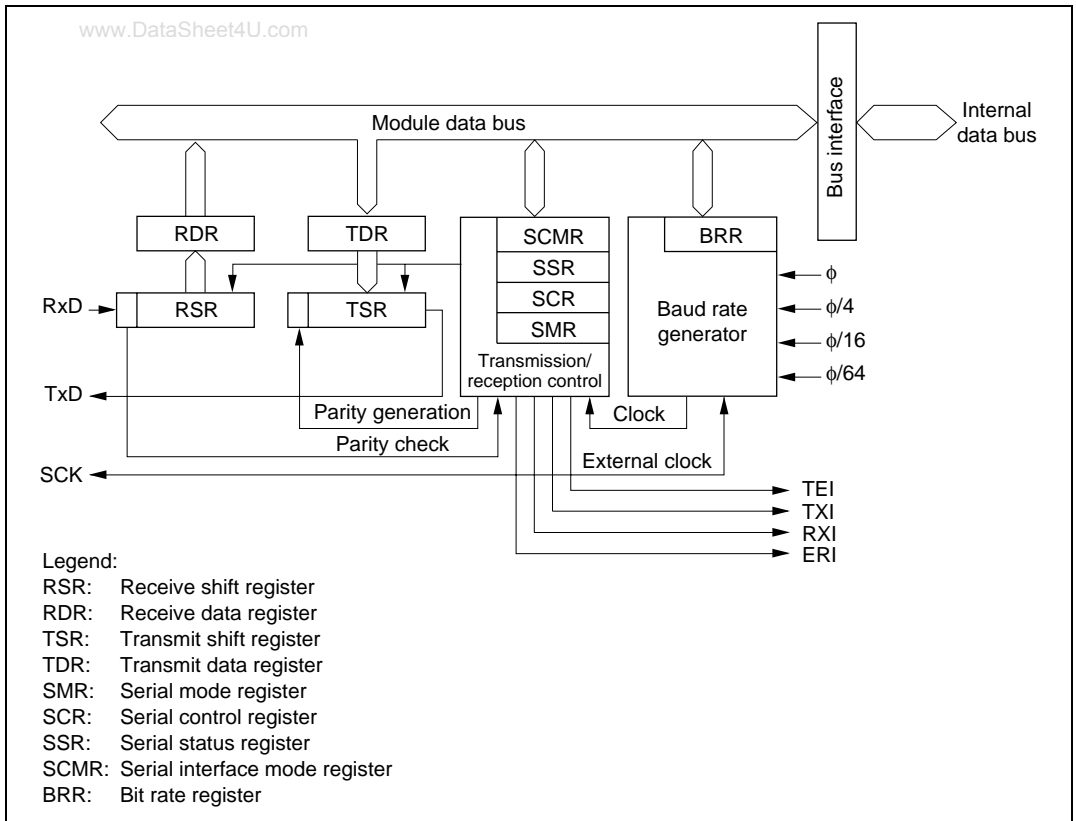 www.DataSheet4U.com
Bus interface
Internal
data bus
Module data bus
RDR
TDR
SCMR
BRR
SSR
φ
RxD
RSR
TSR
SCR
Baud rate
generator
φ/4
SMR
φ/16
Transmission/
reception control
φ/64
TxD
Parity generation
Clock
Parity check
External clock
SCK
TEI
TXI
RXI
ERI
Legend:
RSR: Receive shift register
RDR: Receive data register
TSR: Transmit shift register
TDR: Transmit data register
SMR: Serial mode register
SCR: Serial control register
SSR: Serial status register
SCMR: Serial interface mode register
BRR: Bit rate register